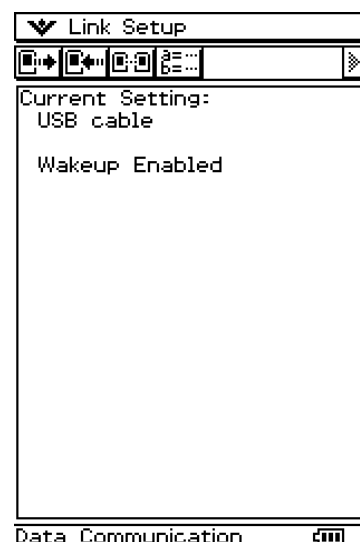 Link Setup
Current Setting:
USB cable
Wakeup Enabled
Data Communication